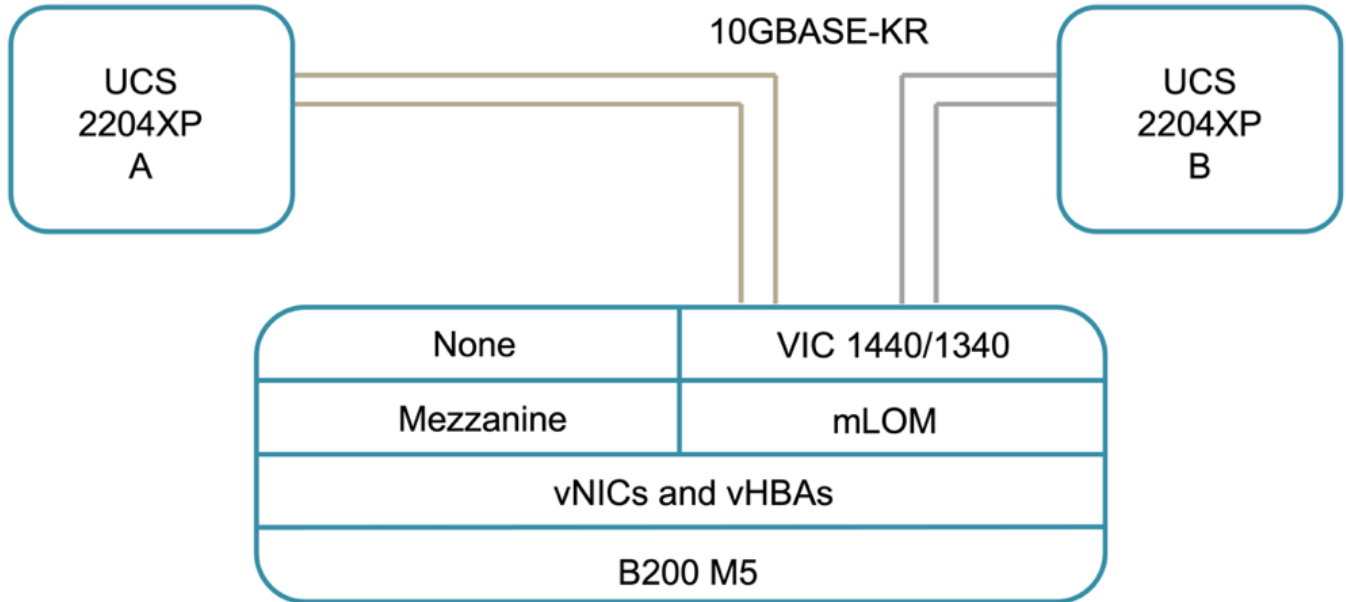 UCS
2204XP
A
10GBASE-KR
UCS
2204XP
B
None
VIC 1440/1340
Mezzanine
mLOM
vNICs and vHBAs
B200 M5